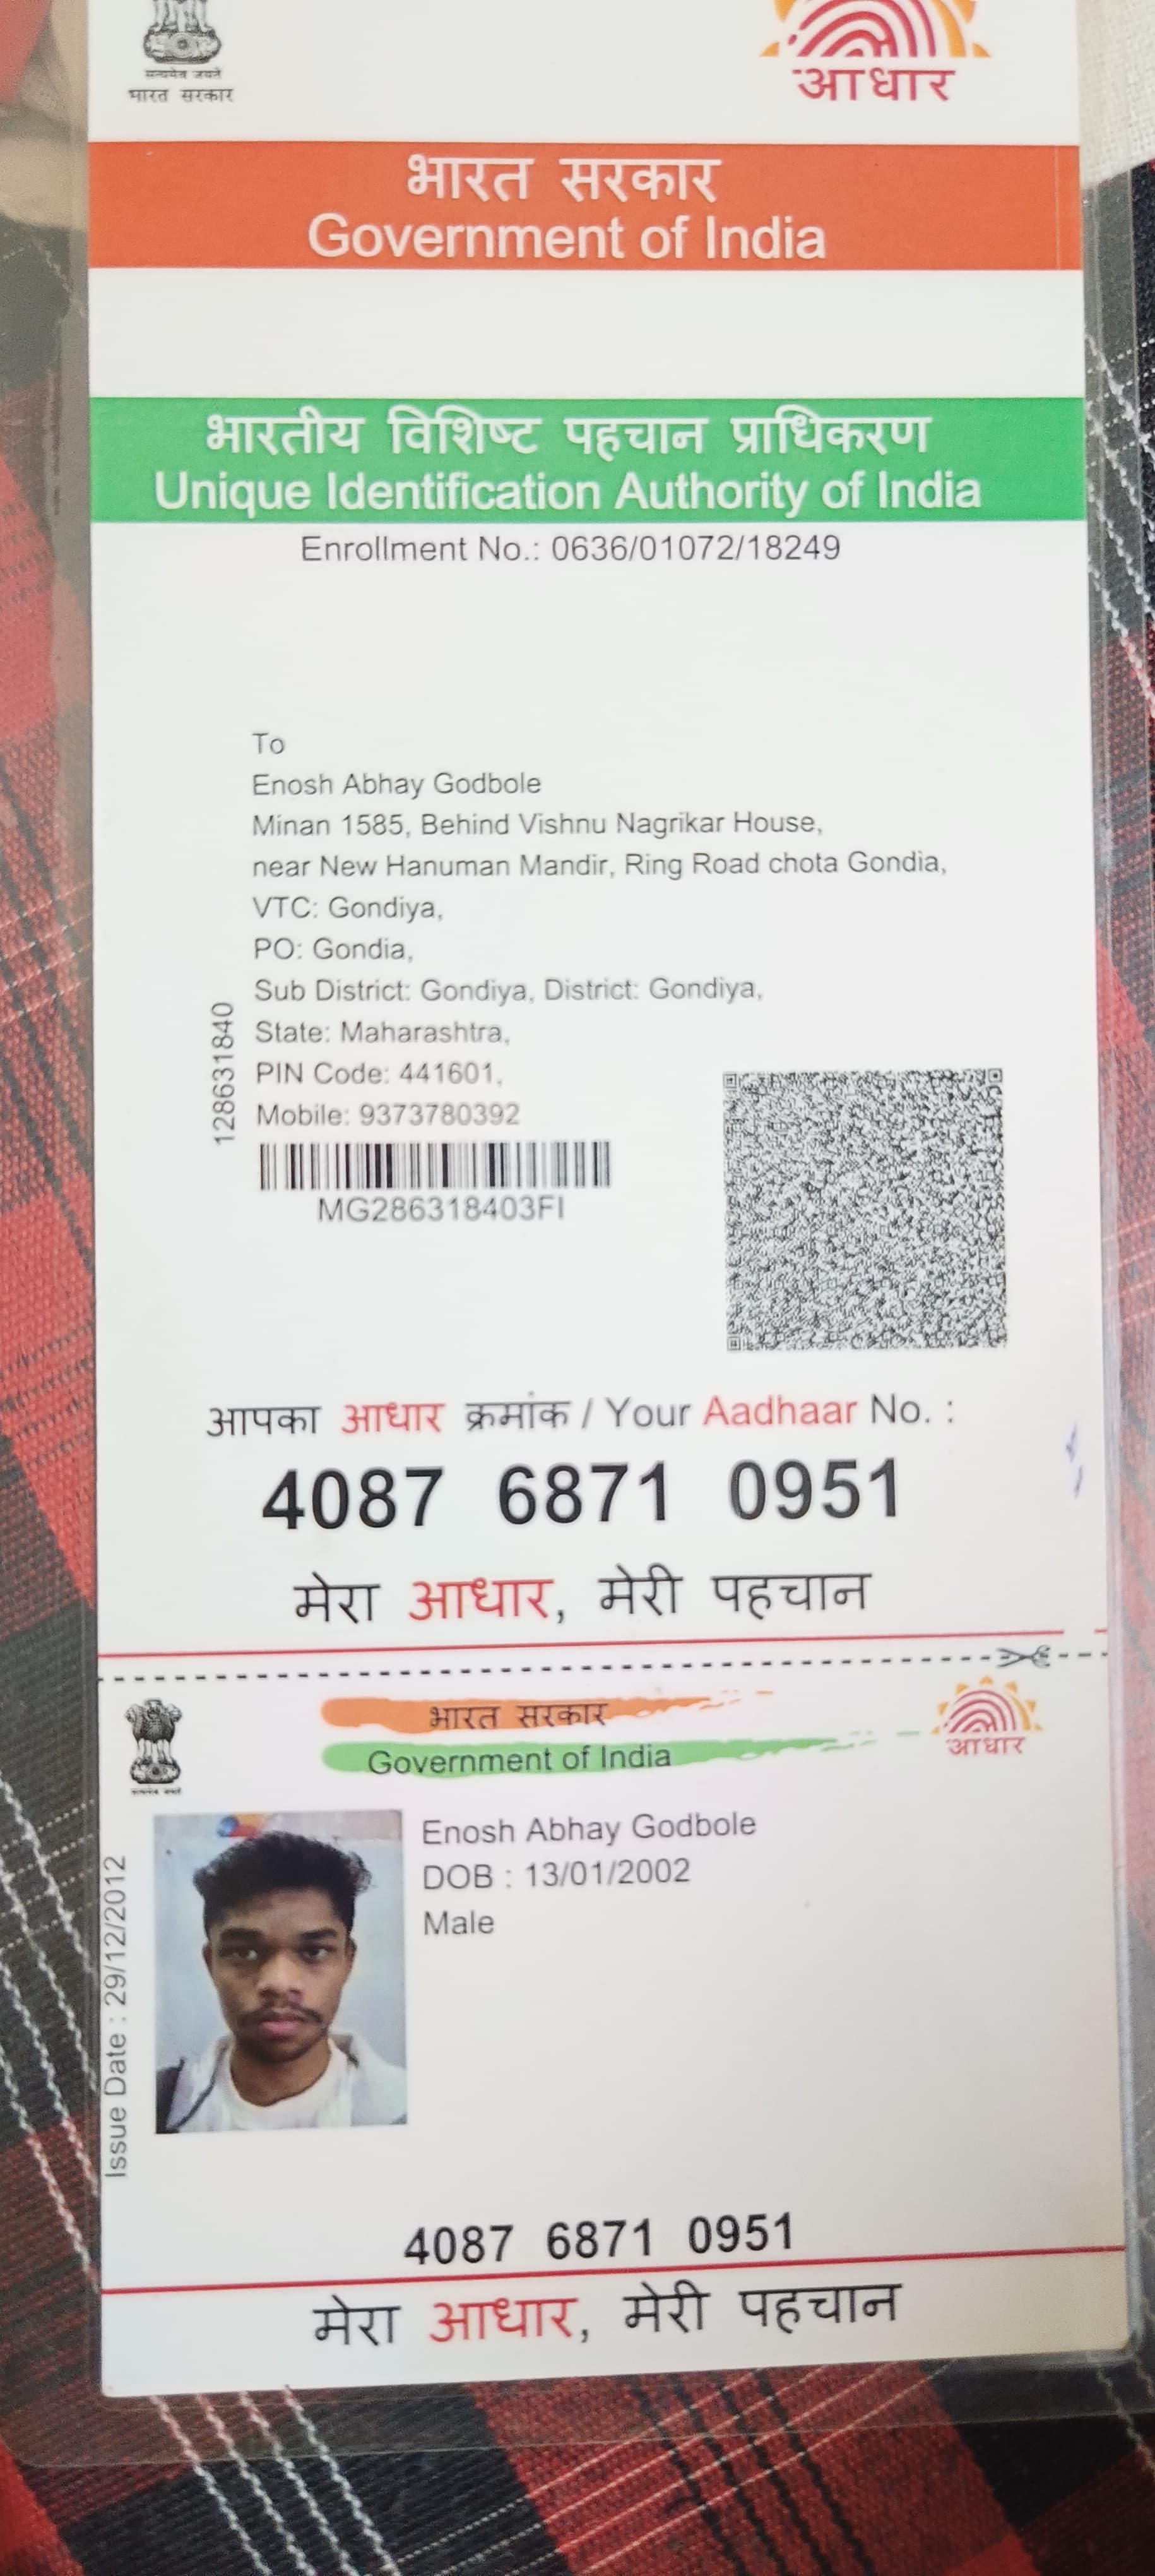 सत्यमेव जयते
भारत सरकार
आधार
भारत सरकार
Government of India
भारतीय विशिष्ट पहचान प्राधिकरण
Unique Identification Authority of India
Enrollment No.: 0636/01072/18249
To
Enosh Abhay Godbole
Minan 1585, Behind Vishnu Nagrikar House,
near New Hanuman Mandir, Ring Road chota Gondia,
VTC: Gondiya,
PO: Gondia,
Sub District: Gondiya, District: Gondiya,
State: Maharashtra,
PIN Code: 441601,
Mobile: 9373780392
128631840
MG286318403FI
आपका आधार क्रमांक / Your Aadhaar No. :
4087 6871 0951
मेरा आधार, मेरी पहचान
भारत सरकार
Government of India
आधार
Enosh Abhay Godbole
DOB : 13/01/2002
Male
Issue Date : 29/12/2012
4087 6871 0951
मेरा आधार, मेरी पहचान